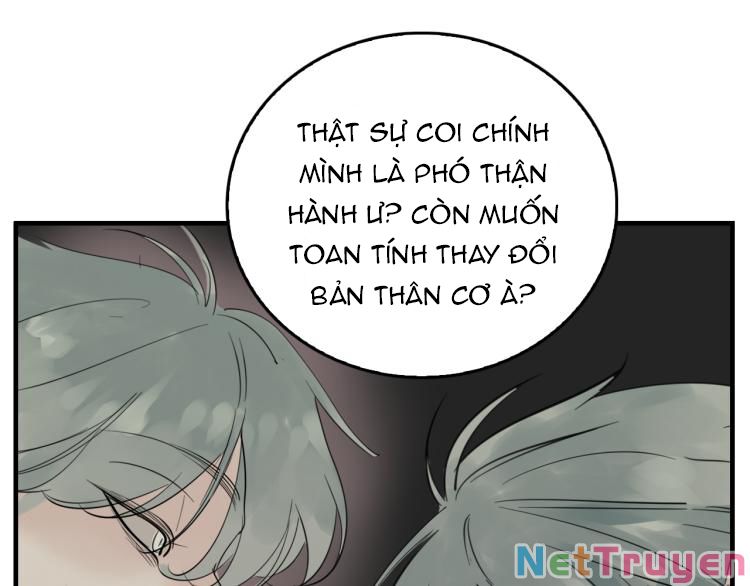 THẬT SỰ COI CHÍNH
MÌNH LÀ PHÓ THẬN
HÀNH Ư? CÒN MUỐN
TOAN TÍNH THAY ĐỔI
BẢN THÂN CƠ À?
NetTruyen